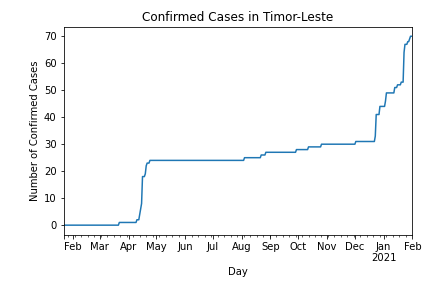 Confirmed Cases in Timor-Leste
Number of Confirmed Cases
70
60
50
40
30
20
10
0
Feb Mar Apr May Jun Jul Aug Sep Oct Nov Dec Jan Feb
2021
Day